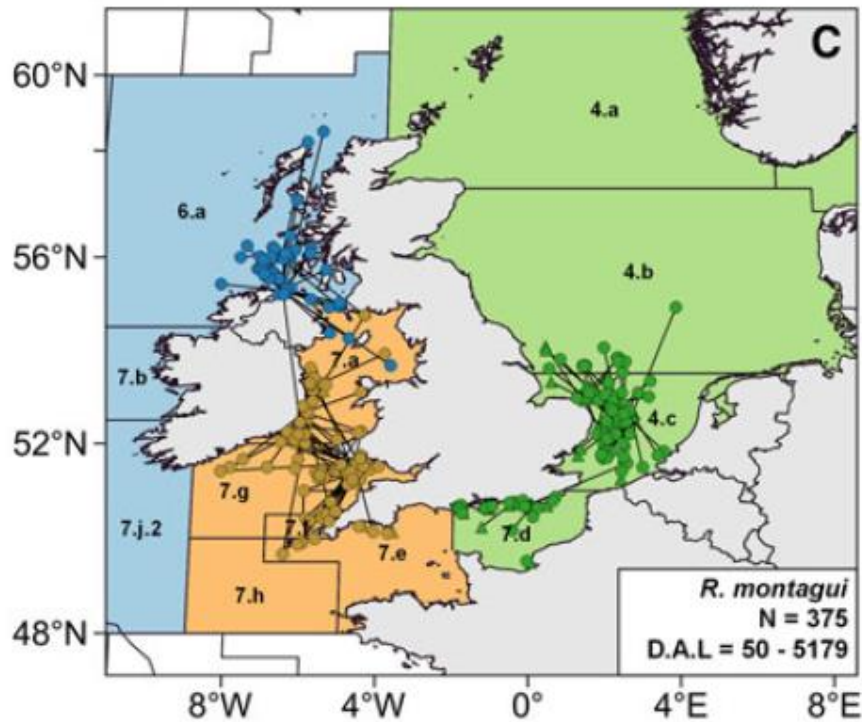 C
60°N
4.a
6.a
56°N
4.b
7.a
7.b
4.c
52°N
7.g
7.j.2
7.f
7.d
7.e
7.h
R. montagui
N = 375
D.A.L = 50 - 5179
48°N
8°W
4°W
0°
4°E
8°E